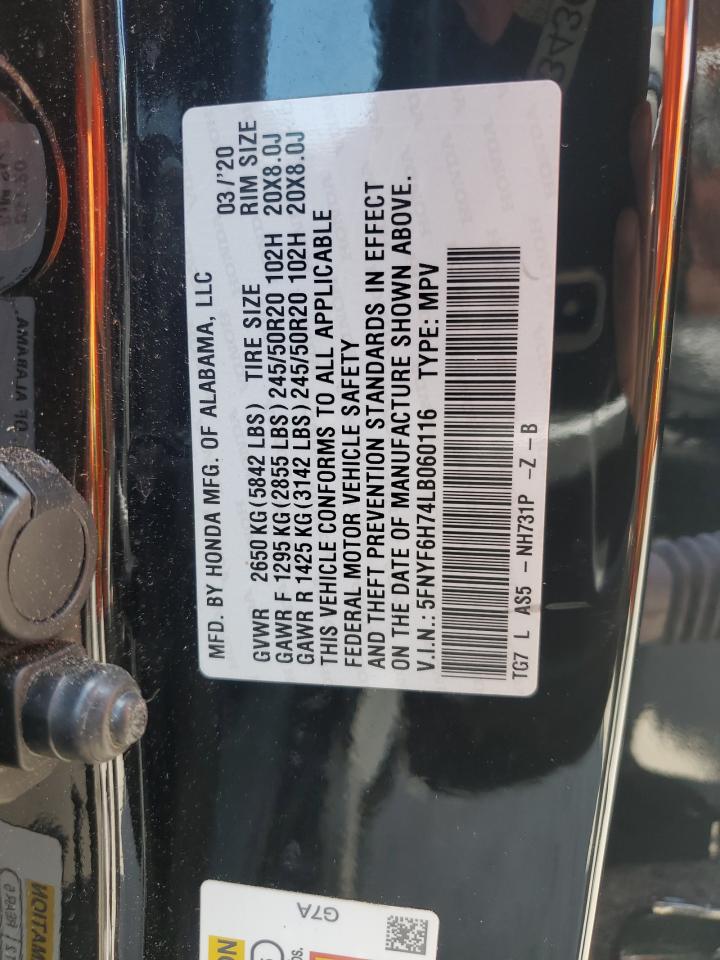 MFD. BY HONDA MFG. OF ALABAMA, LLC 03/'20
GVWR 2650 KG (5842 LBS) TIRE SIZE RIM SIZE
GAWR F 1295 KG (2855 LBS) 245/50R20 102H 20X8.0J
GAWR R 1425 KG (3142 LBS) 245/50R20 102H 20X8.0J
THIS VEHICLE CONFORMS TO ALL APPLICABLE
FEDERAL MOTOR VEHICLE SAFETY
AND THEFT PREVENTION STANDARDS IN EFFECT
ON THE DATE OF MANUFACTURE SHOWN ABOVE.
V.I.N.: 5FNYF6H74LB060116 TYPE: MPV
TG7 L AS5 - NH731P -Z -B
G7A